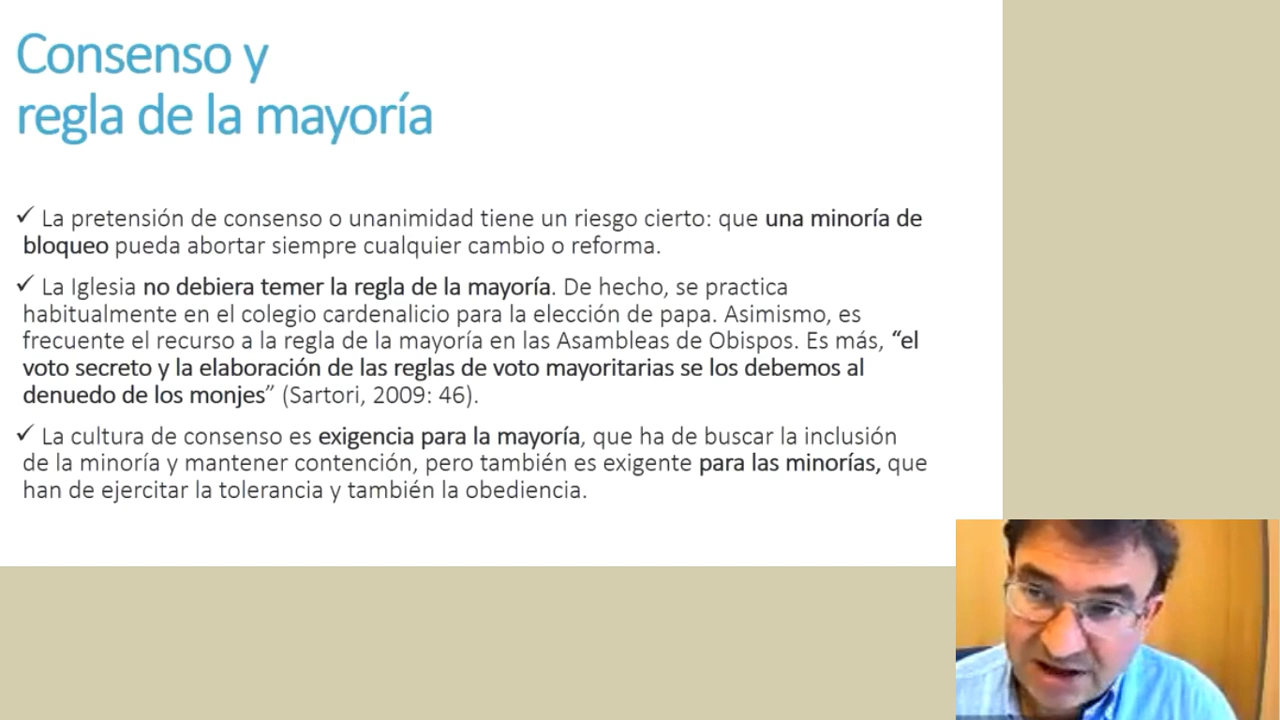 Consenso y
regla de la mayoría
✓ La pretensión de consenso o unanimidad tiene un riesgo cierto: que una minoría de
bloqueo pueda abortar siempre cualquier cambio o reforma.
✓ La Iglesia no debiera temer la regla de la mayoría. De hecho, se practica
habitualmente en el colegio cardenalicio para la elección de papa. Asimismo, es
frecuente el recurso a la regla de la mayoría en las Asambleas de Obispos. Es más, “el
voto secreto y la elaboración de las reglas de voto mayoritarias se los debemos al
denuedo de los monjes” (Sartori, 2009: 46).
✓ La cultura de consenso es exigencia para la mayoría, que ha de buscar la inclusión
de la minoría y mantener contención, pero también es exigente para las minorías, que
han de ejercitar la tolerancia y también la obediencia.